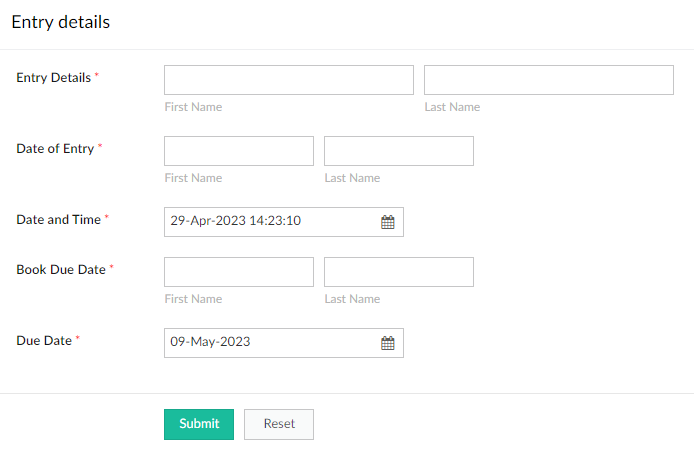 Entry details
Entry Details *
First Name Last Name
Date of Entry *
First Name Last Name
Date and Time * 29-Apr-2023 14:23:10
Book Due Date *
First Name Last Name
Due Date * 09-May-2023
Submit Reset